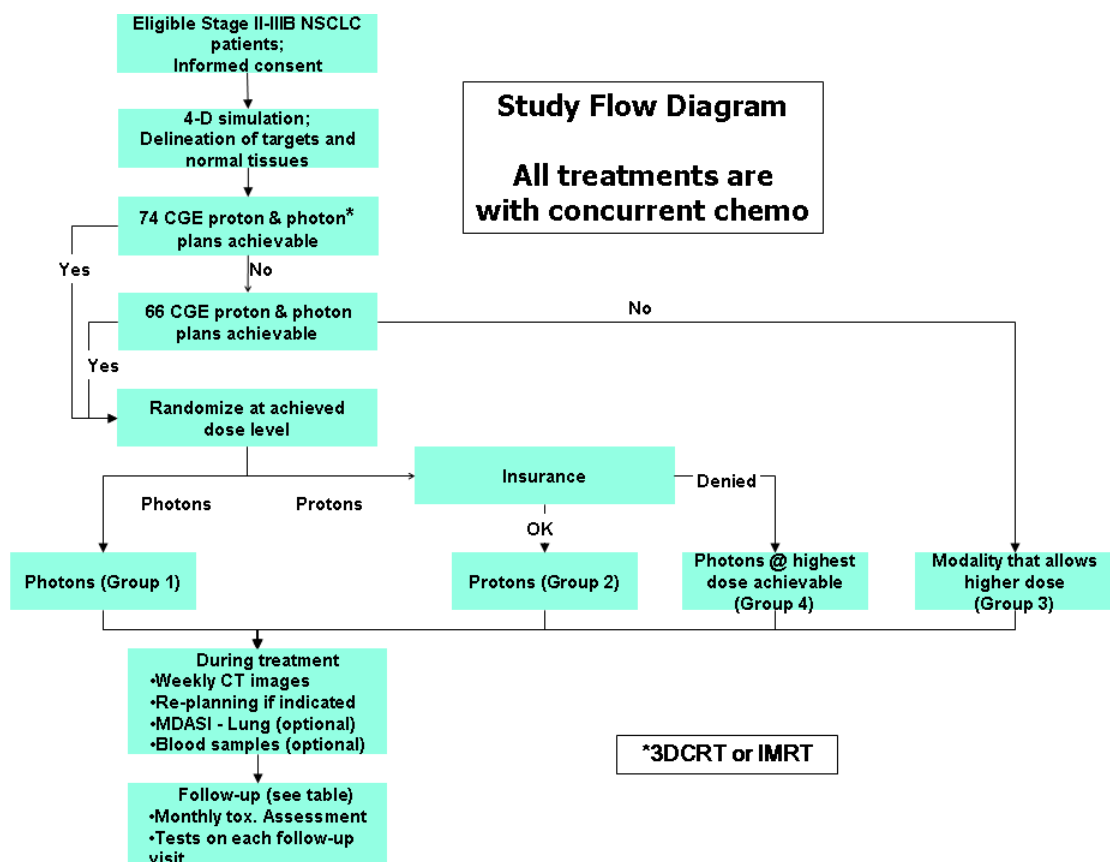 Eligible Stage II-IIIB NSCLC
patients;
Informed consent
Study Flow Diagram
All treatments are
with concurrent chemo
4-D simulation;
Delineation of targets and
normal tissues
74 CGE proton & photon*
plans achievable
Yes
No
66 CGE proton & photon
plans achievable
No
Yes
Randomize at achieved
dose level
Insurance
Denied
Photons
Protons
OK
Photons (Group 1)
Protons (Group 2)
Photons @ highest
dose achievable
(Group 4)
Modality that allows
higher dose
(Group 3)
During treatment
•Weekly CT images
•Re-planning if indicated
•MDASI - Lung (optional)
•Blood samples (optional)
*3DCRT or IMRT
Follow-up (see table)
•Monthly tox. Assessment
•Tests on each follow-up
visit